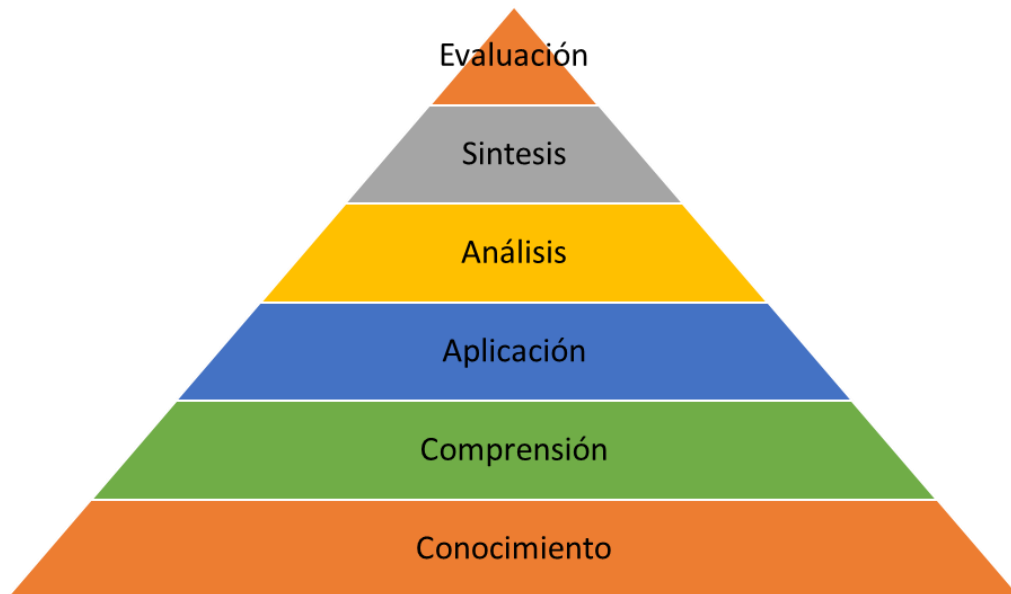 Evaluación
Sintesis
Análisis
Aplicación
Comprensión
Conocimiento